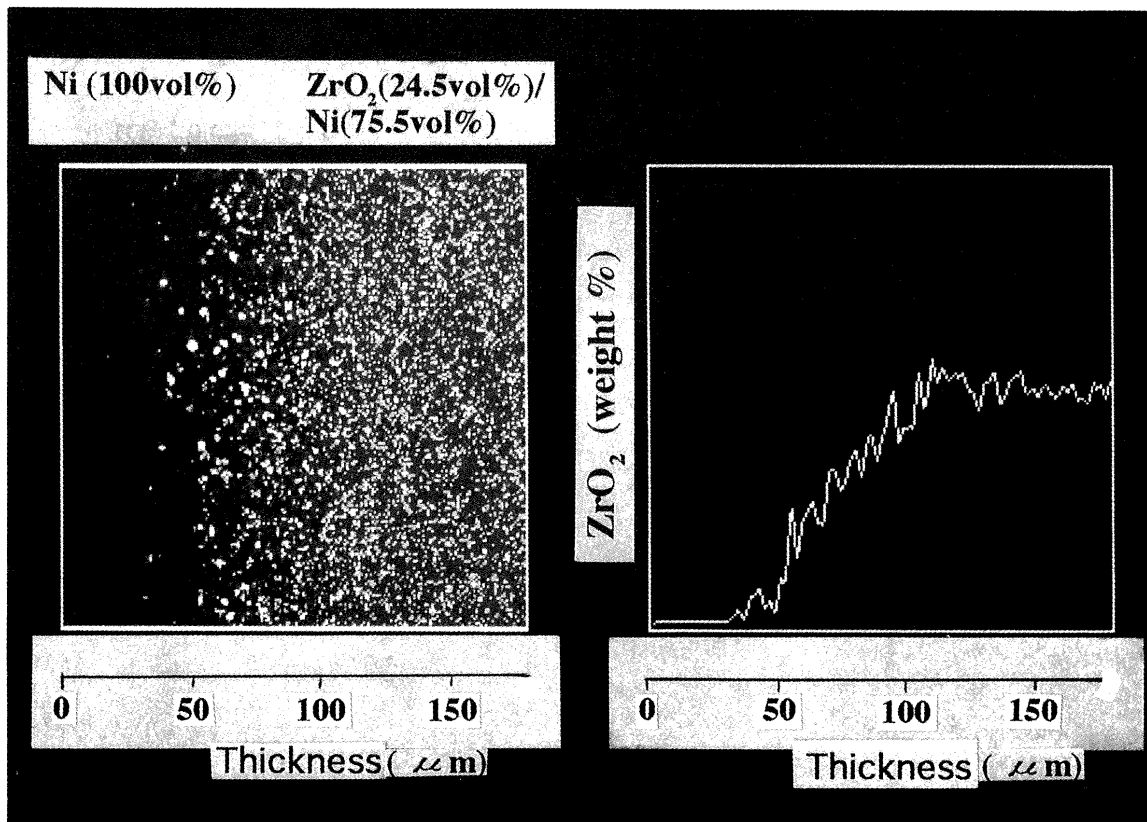 Ni (100vol%) ZrO₂(24.5vol%)/
Ni(75.5vol%)
ZrO₂ (weight %)
0 50 100 150
Thickness( μm)
0 50 100 150
Thickness( μm)